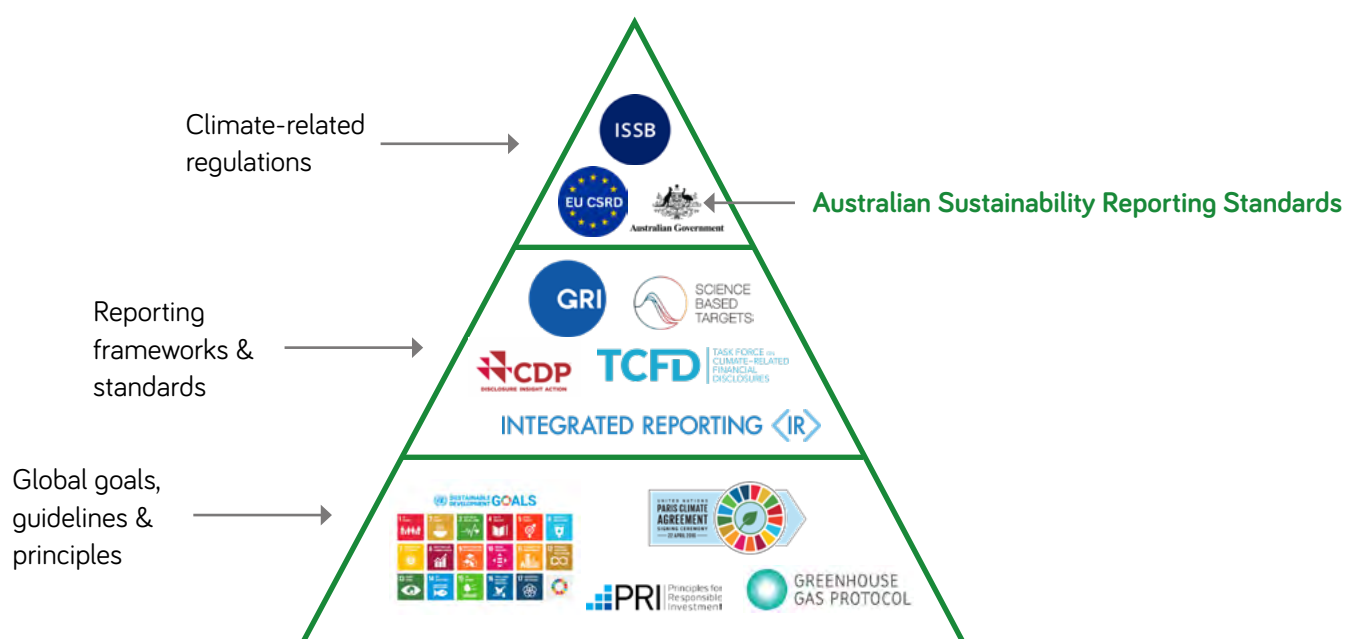 Climate-related
regulations
ISSB
EU CSRD
Australian Government
Australian Sustainability Reporting Standards
Reporting
frameworks &
standards
GRI
SCIENCE
BASED
TARGETS
CDP
DISCLOSURE INSIGHT ACTION
TCFD
TASK FORCE ON
CLIMATE-RELATED
FINANCIAL
DISCLOSURES
INTEGRATED REPORTING <IR>
Global goals,
guidelines &
principles
SUSTAINABLE
DEVELOPMENT
GOALS
UNITED NATIONS
PARIS CLIMATE
AGREEMENT
SIGNING CEREMONY
PRI
Principles for
Responsible
Investment
GREENHOUSE
GAS PROTOCOL